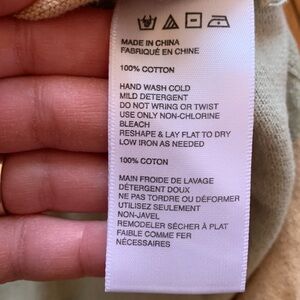 MADE IN CHINA
FABRIQUÉ EN CHINE
100% COTTON
HAND WASH COLD
MILD DETERGENT
DO NOT WRING OR TWIST
USE ONLY NON-CHLORINE
BLEACH
RESHAPE & LAY FLAT TO DRY
LOW IRON AS NEEDED
100% COTON
MAIN FROIDE DE LAVAGE
DÉTERGENT DOUX
NE PAS TORDRE OU DÉFORMER
UTILISEZ SEULEMENT
NON-JAVEL
REMODELER SÉCHER À PLAT
FAIBLE COMME FER
NÉCESSAIRES